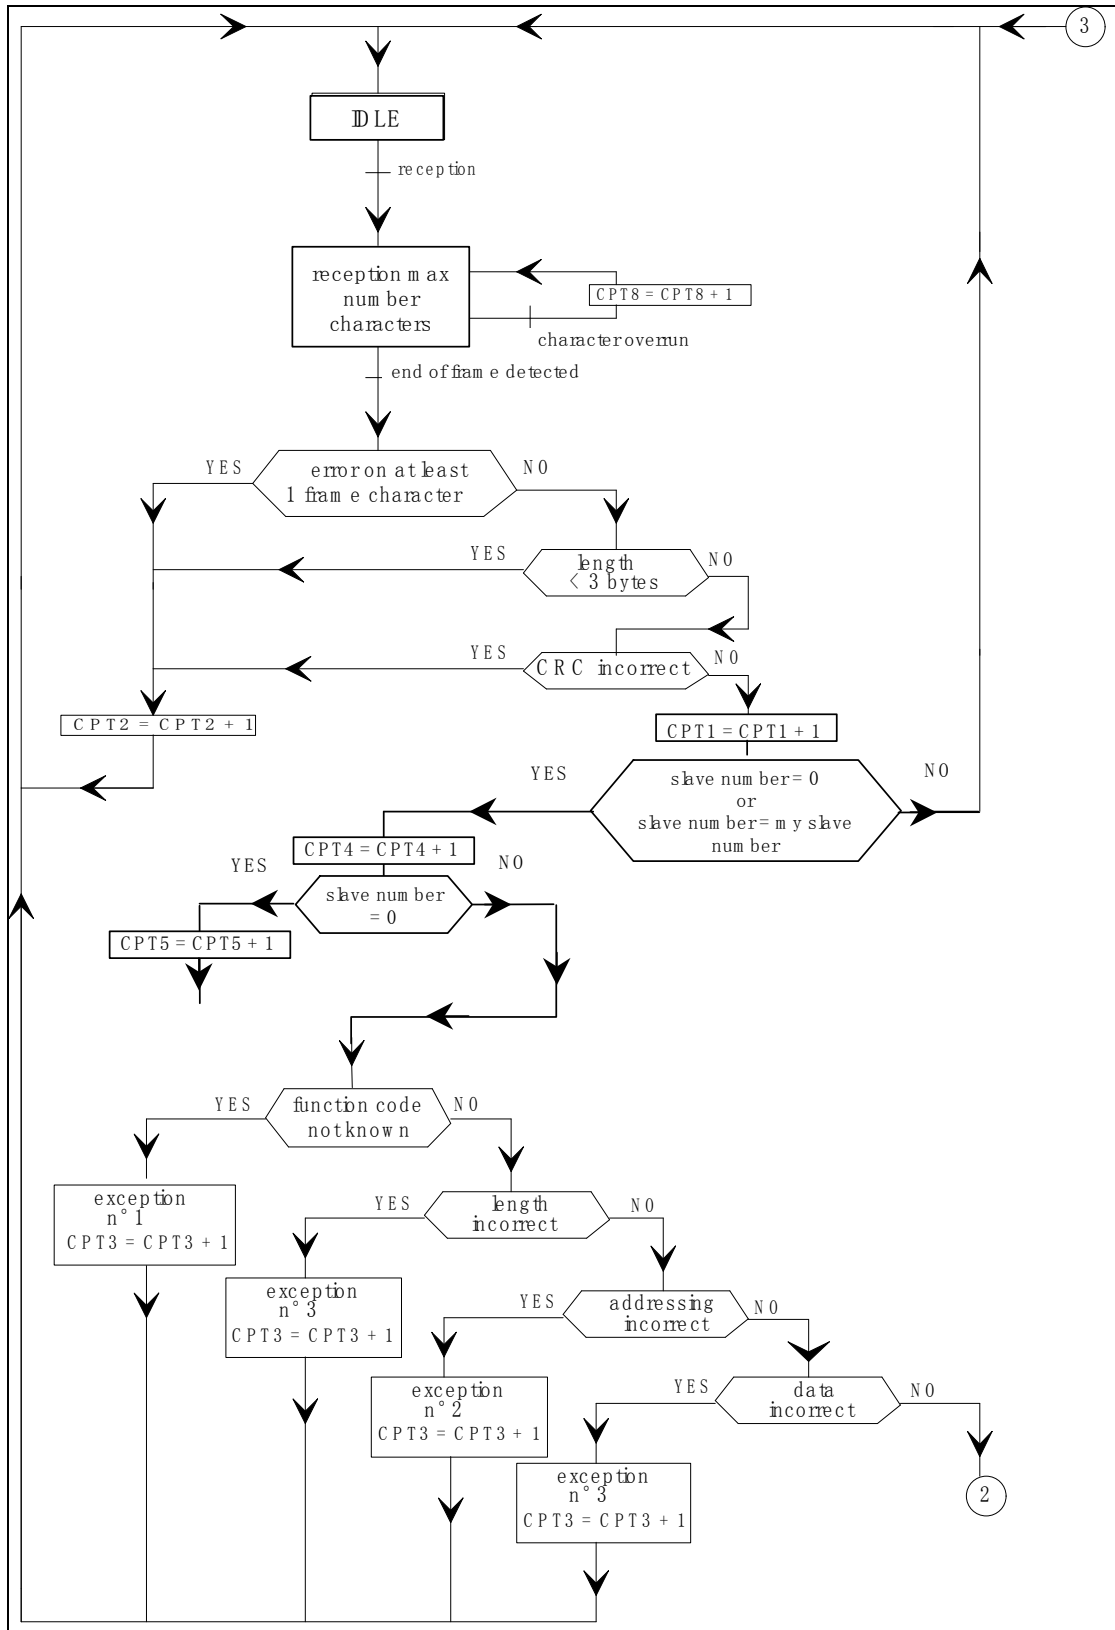 3
IDLE
reception
reception max
number
characters
CPT8 = CPT8 + 1
character overrun
end of frame detected
YES
error on at least
1 frame character
NO
YES
length
< 3 bytes
NO
YES
CRC incorrect
NO
CPT2 = CPT2 + 1
CPT1 = CPT1 + 1
YES
slave number = 0
or
slave number = my slave
number
NO
CPT4 = CPT4 + 1
YES
NO
slave number
= 0
CPT5 = CPT5 + 1
YES
function code
not known
NO
exception
n° 1
CPT3 = CPT3 + 1
YES
length
incorrect
NO
exception
n° 3
CPT3 = CPT3 + 1
YES
addressing
incorrect
NO
exception
n° 2
CPT3 = CPT3 + 1
YES
data
incorrect
NO
exception
n° 3
CPT3 = CPT3 + 1
2